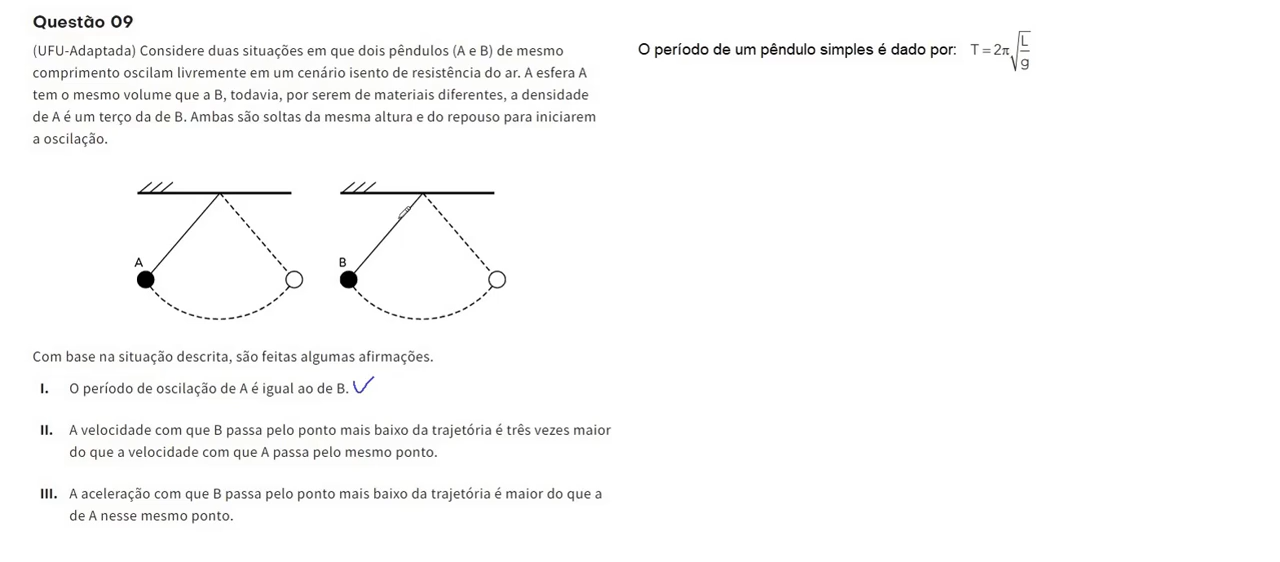 Questão 09
(UFU-Adaptada) Considere duas situações em que dois pêndulos (A e B) de mesmo
comprimento oscilam livremente em um cenário isento de resistência do ar. A esfera A
tem o mesmo volume que a B, todavia, por serem de materiais diferentes, a densidade
de A é um terço da de B. Ambas são soltas da mesma altura e do repouso para iniciarem
a oscilação.
O período de um pêndulo simples é dado por: T = 2π√(L/g)
A
B
Com base na situação descrita, são feitas algumas afirmações.
I. O período de oscilação de A é igual ao de B. ✓
II. A velocidade com que B passa pelo ponto mais baixo da trajetória é três vezes maior
do que a velocidade com que A passa pelo mesmo ponto.
III. A aceleração com que B passa pelo ponto mais baixo da trajetória é maior do que a
de A nesse mesmo ponto.